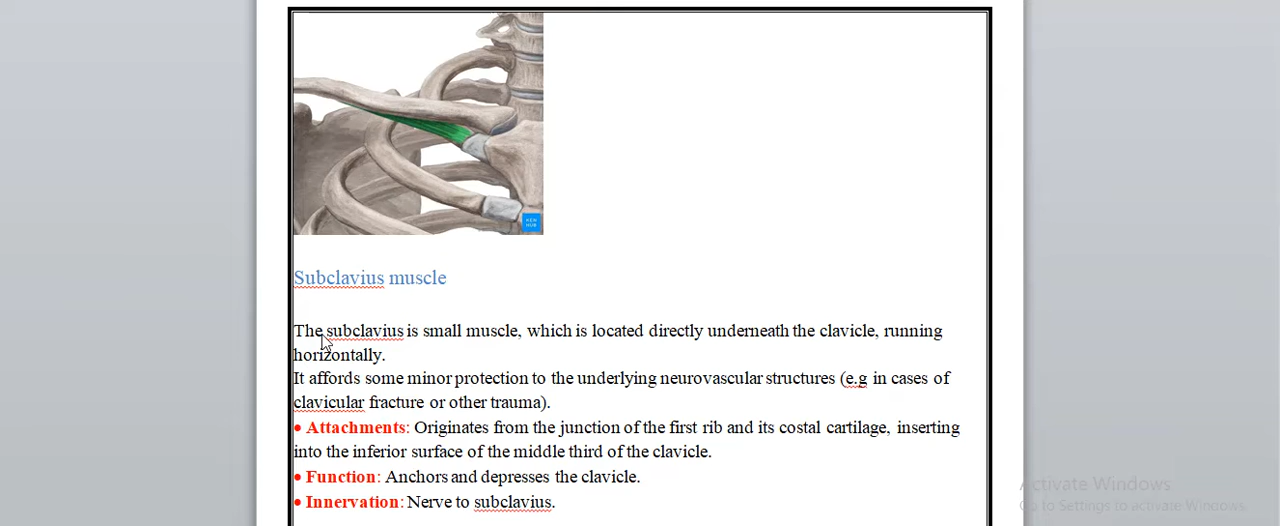 KEN
HUB
Subclavius muscle
The subclavius is small muscle, which is located directly underneath the clavicle, running
horizontally.
It affords some minor protection to the underlying neurovascular structures (e.g in cases of
clavicular fracture or other trauma).
• Attachments: Originates from the junction of the first rib and its costal cartilage, inserting
into the inferior surface of the middle third of the clavicle.
• Function: Anchors and depresses the clavicle.
• Innervation: Nerve to subclavius.
Activate Windows
Go to Settings to activate Windows.